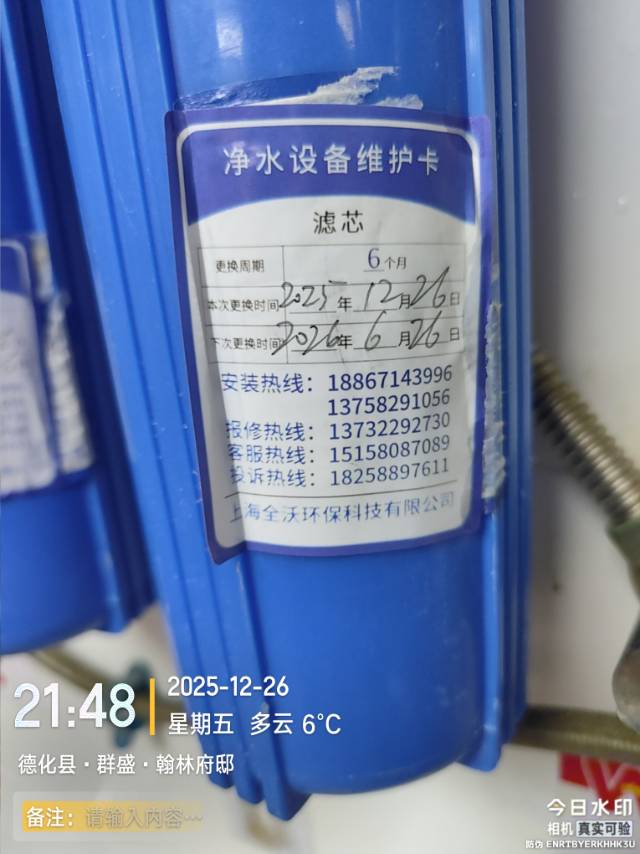 净水设备维护卡
滤芯
更换周期 6个月
本次更换时间 2025年12月26日
下次更换时间 2026年6月26日
安装热线：18867143996
13758291056
报修热线：13732292730
客服热线：15158087089
投诉热线：18258897611
上海全沃环保科技有限公司
21:48
2025-12-26
星期五 多云 6℃
德化县·群盛·翰林府邸
备注：请输入内容…
今日水印
相机 真实可验
防伪 ENRTBYERKHHK3U